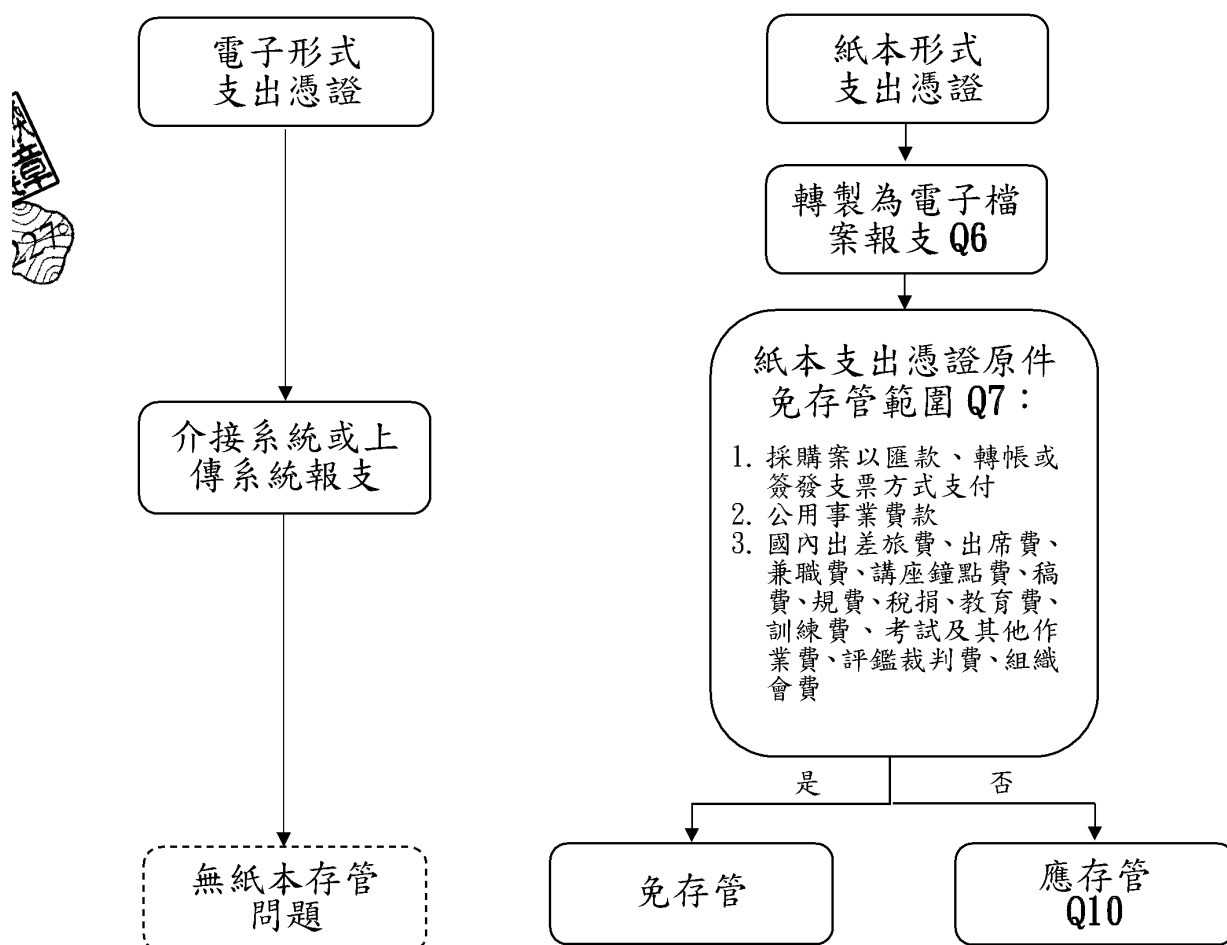 電子形式
支出憑證
介接系統或上
傳系統報支
無紙本存管
問題
紙本形式
支出憑證
轉製為電子檔
案報支 Q6
紙本支出憑證原件
免存管範圍 Q7：
1. 採購案以匯款、轉帳或
簽發支票方式支付
2. 公用事業費款
3. 國內出差旅費、出席費、
兼職費、講座鐘點費、稿
費、規費、稅捐、教育費、
訓練費、考試及其他作
業費、評鑑裁判費、組織
會費
是
否
免存管
應存管
Q10
章